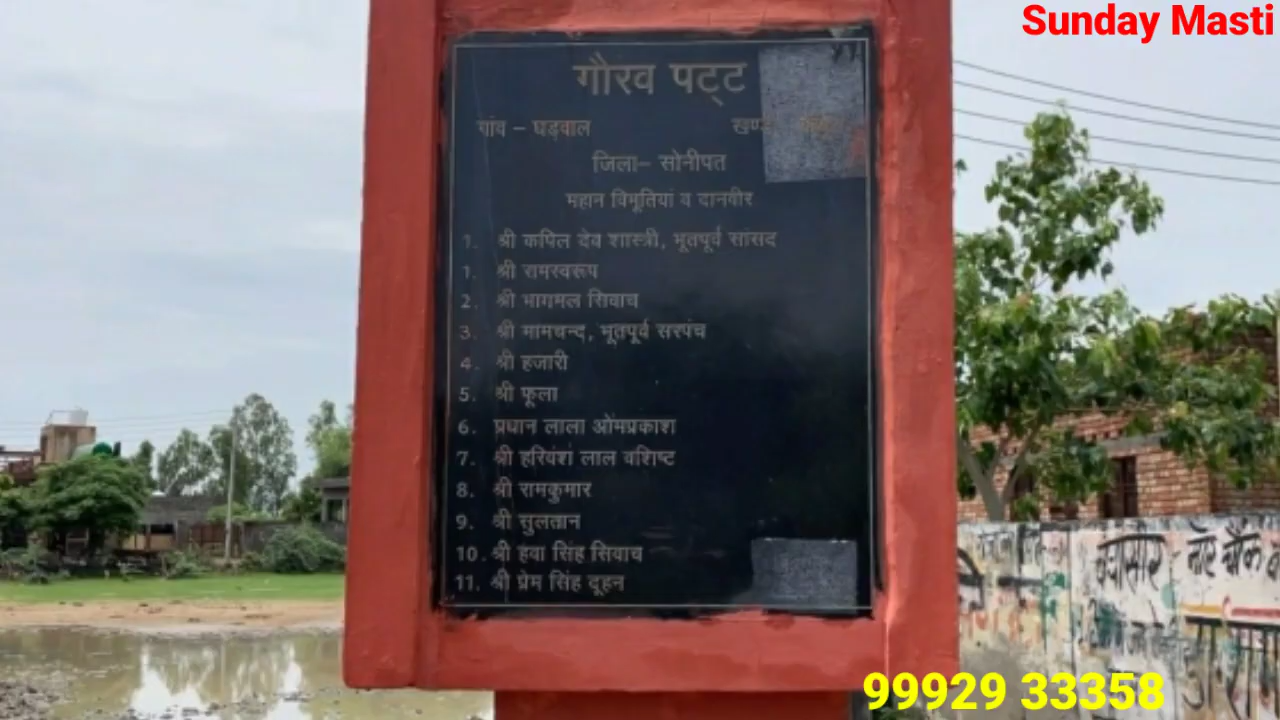 Sunday Masti
गौरव पट्ट
गांव – घड़वाल
जिला– सोनीपत
महान विभूतियां व दानवीर
1. श्री कपिल देव शास्त्री, भूतपूर्व सांसद
1. श्री रामस्वरूप
2. श्री भागमल सिवाच
3. श्री मामचन्द, भूतपूर्व सरपंच
4. श्री हजारी
5. श्री फूला
6. प्रधान लाला ओंमप्रकाश
7. श्री हरिवंश लाल वशिष्ट
8. श्री रामकुमार
9. श्री सुलतान
10. श्री हवा सिंह सिवाच
11. श्री प्रेम सिंह दूहन
बवासीर
99929 33358